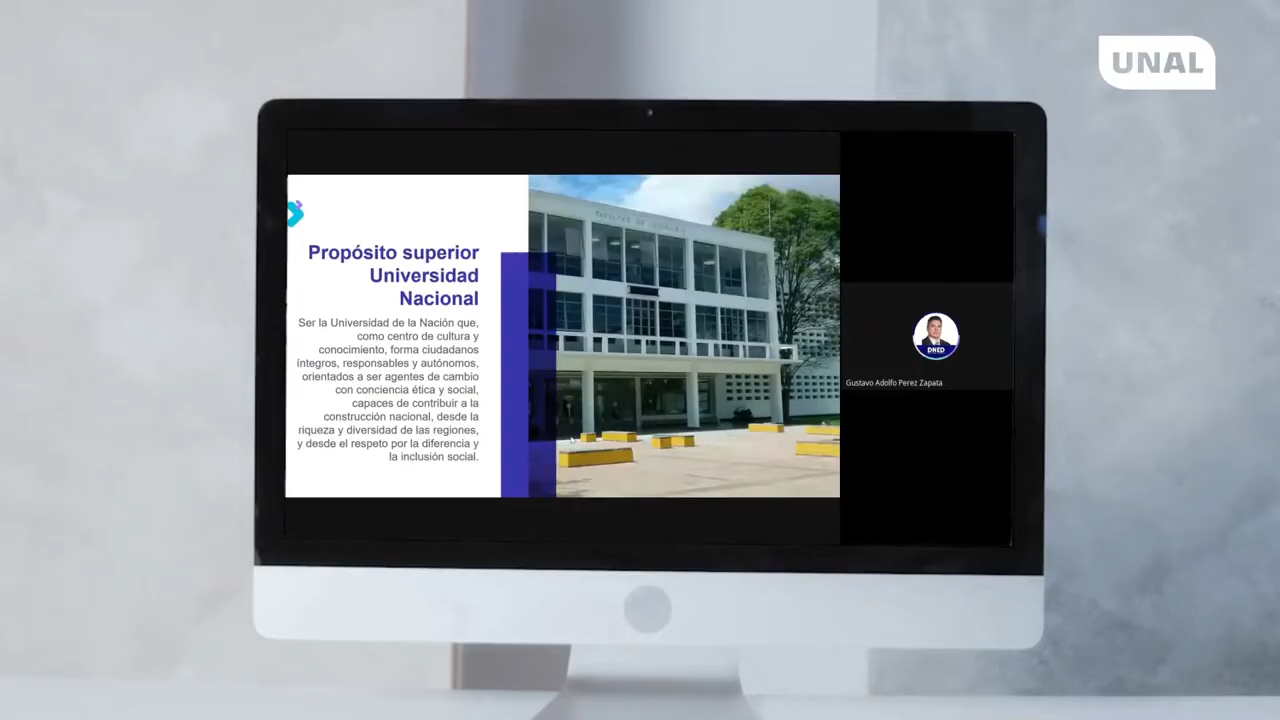 UNAL
Propósito superior
Universidad
Nacional
Ser la Universidad de la Nación que,
como centro de cultura y
conocimiento, forma ciudadanos
íntegros, responsables y autónomos,
orientados a ser agentes de cambio
con conciencia ética y social,
capaces de contribuir a la
construcción nacional, desde la
riqueza y diversidad de las regiones,
y desde el respeto por la diferencia y
la inclusión social.
FACULTAD DE
DNED
Gustavo Adolfo Perez Zapata